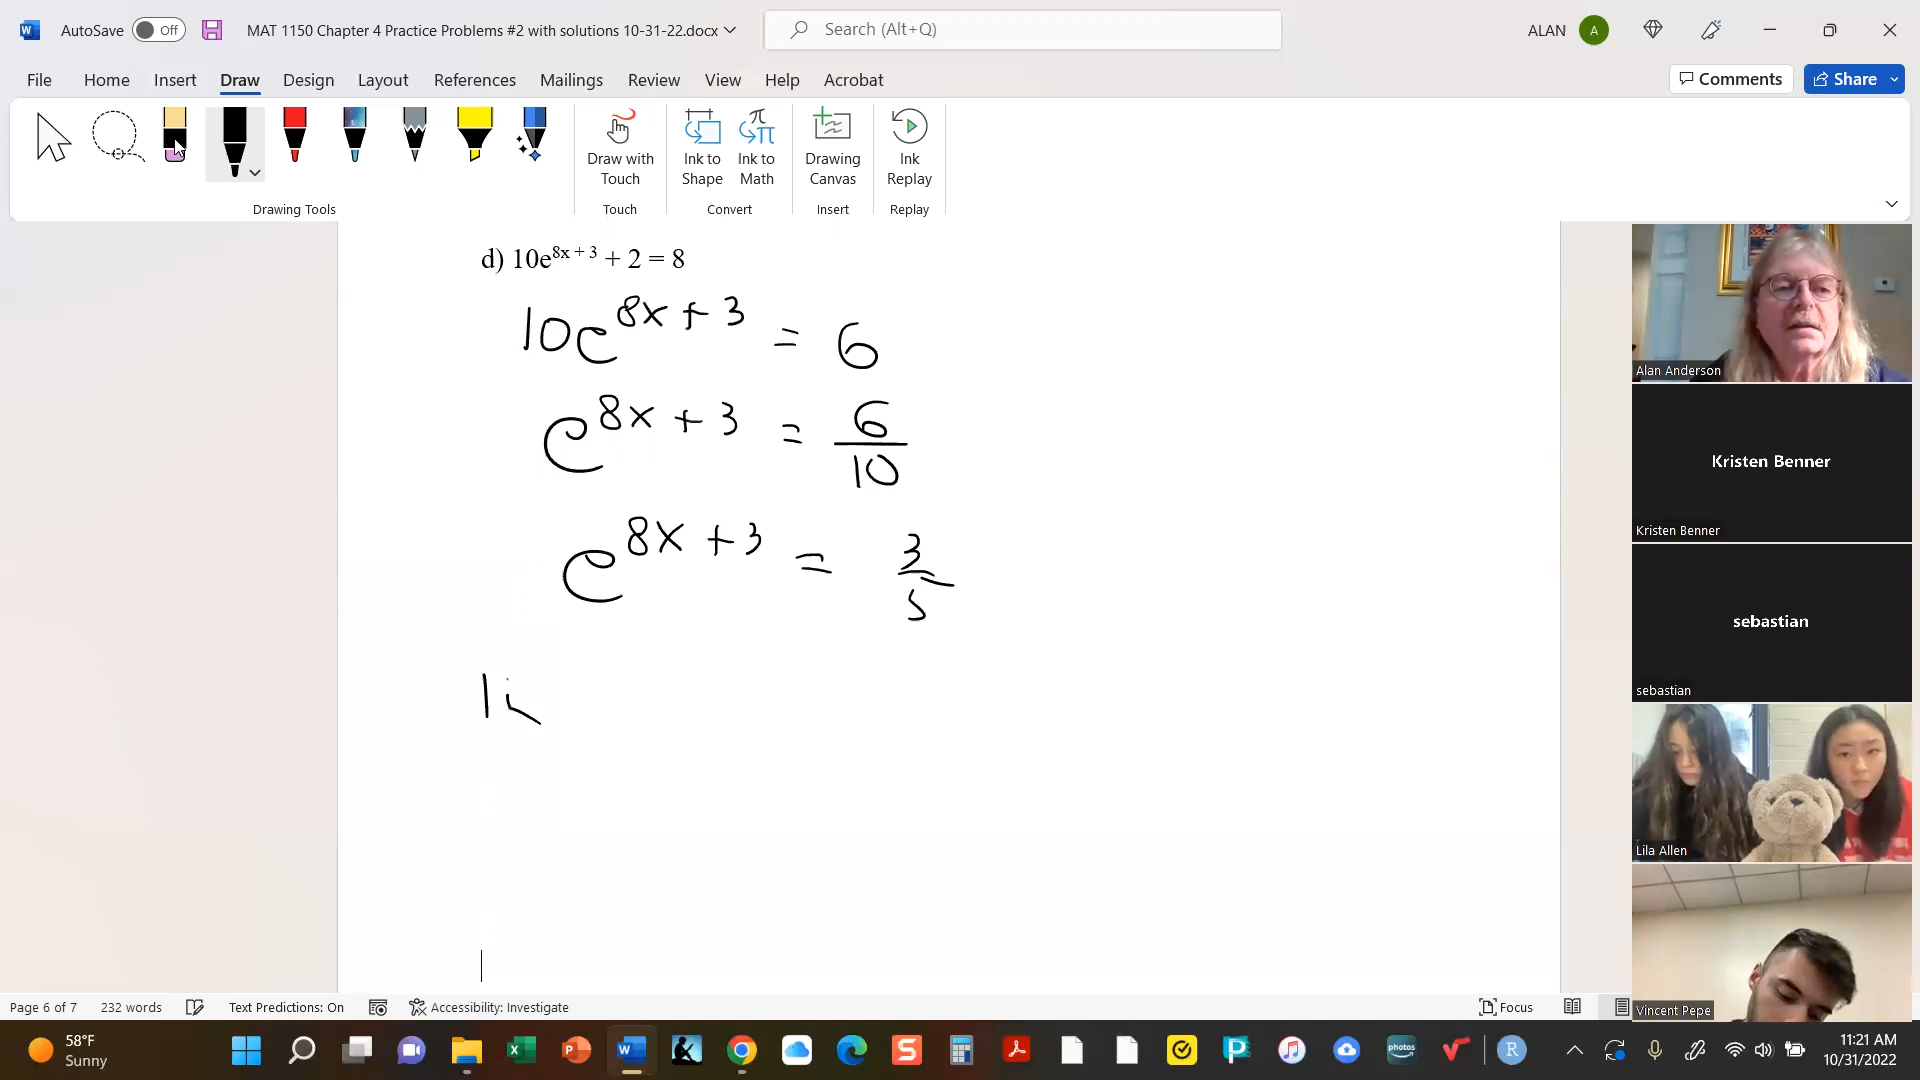 AutoSave Off MAT 1150 Chapter 4 Practice Problems #2 with solutions 10-31-22.docx Search (Alt+Q) ALAN A
File Home Insert Draw Design Layout References Mailings Review View Help Acrobat Comments Share
Draw with Touch
Ink to Shape
Ink to Math
Drawing Canvas
Ink Replay
Drawing Tools Touch Convert Insert Replay
d) 10e^(8x + 3) + 2 = 8
10e^(8x + 3) = 6
e^(8x + 3) = 6/10
e^(8x + 3) = 3/5
Alan Anderson
Kristen Benner
Kristen Benner
sebastian
sebastian
Lila Allen
Vincent Pepe
Page 6 of 7 232 words Text Predictions: On Accessibility: Investigate Focus
58°F
Sunny
11:21 AM
10/31/2022